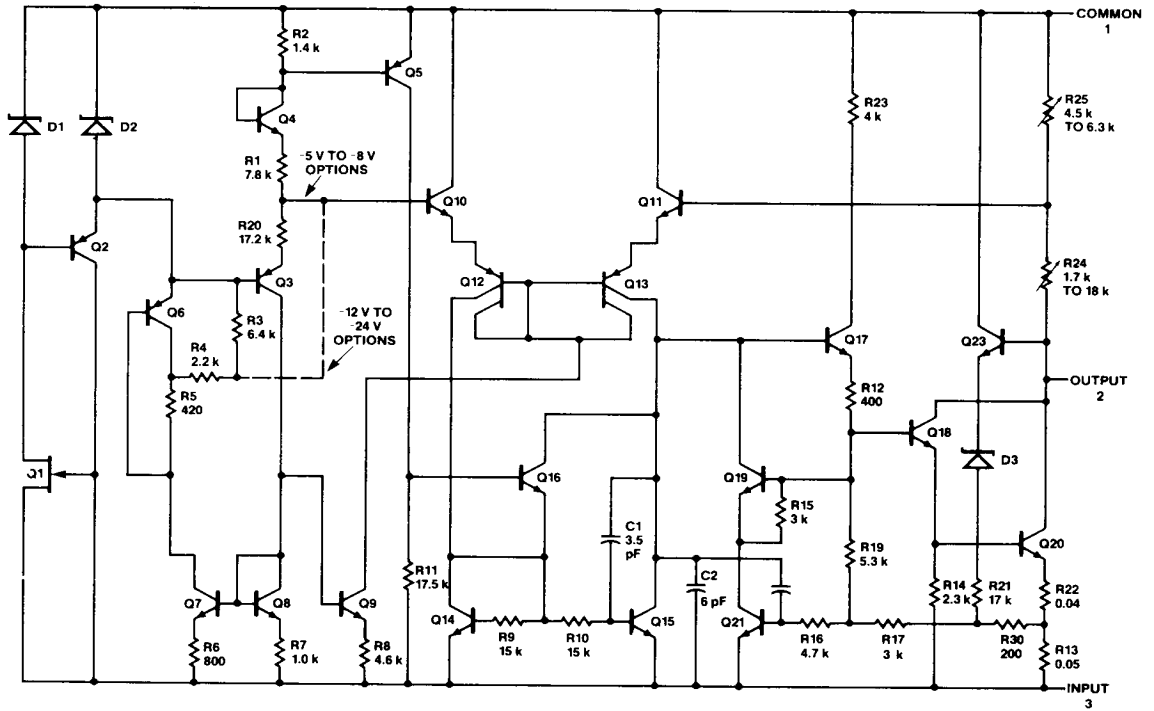 COMMON
1
R2
1.4 k
Q5
D1
D2
Q4
R1
7.8 k
-5 V TO -8 V
OPTIONS
R23
4 k
R25
4.5 k
TO 6.3 k
Q10
Q11
Q2
R20
17.2 k
Q3
Q12
Q13
R24
1.7 k
TO 18 k
Q6
R3
6.4 k
-12 V TO
-24 V
OPTIONS
R4
2.2 k
R5
420
Q17
Q23
R12
400
OUTPUT
2
Q18
Q1
Q16
Q19
D3
R15
3 k
C1
3.5
pF
R11
17.5 k
C2
6 pF
R19
5.3 k
Q20
R14
2.3 k
R21
17 k
R22
0.04
Q7
Q8
Q9
Q14
R9
15 k
R10
15 k
Q15
Q21
R16
4.7 k
R17
3 k
R30
200
R6
800
R7
1.0 k
R8
4.6 k
R13
0.05
INPUT
3